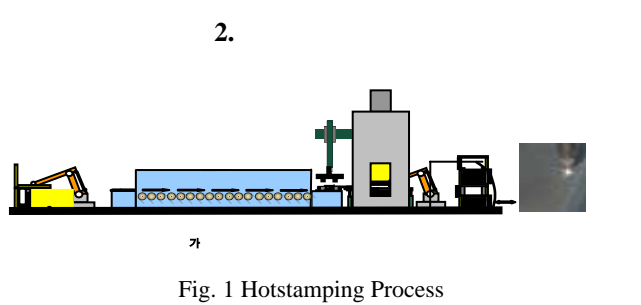 2.
가
Fig. 1 Hotstamping Process